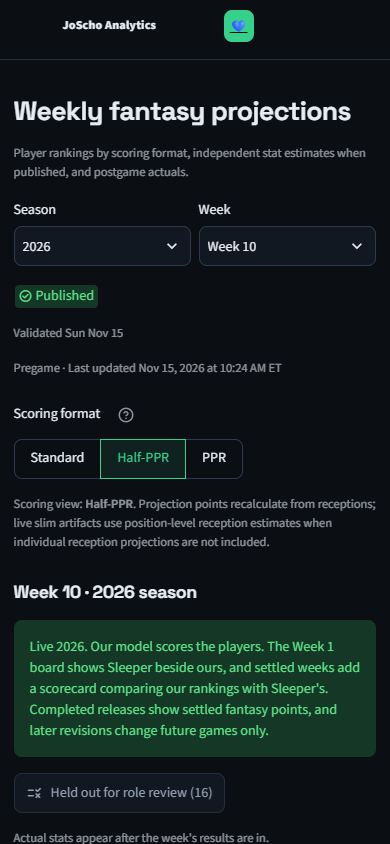 JoScho Analytics
Weekly fantasy projections
Player rankings by scoring format, independent stat estimates when
published, and postgame actuals.
Season
Week
2026
Week 10
Published
Validated Sun Nov 15
Pregame · Last updated Nov 15, 2026 at 10:24 AM ET
Scoring format
Standard
Half-PPR
PPR
Scoring view: Half-PPR. Projection points recalculate from receptions;
live slim artifacts use position-level reception estimates when
individual reception projections are not included.
Week 10 · 2026 season
Live 2026. Our model scores the players. The Week 1
board shows Sleeper beside ours, and settled weeks add
a scorecard comparing our rankings with Sleeper's.
Completed releases show settled fantasy points, and
later revisions change future games only.
Held out for role review (16)
Actual stats appear after the week's results are in.